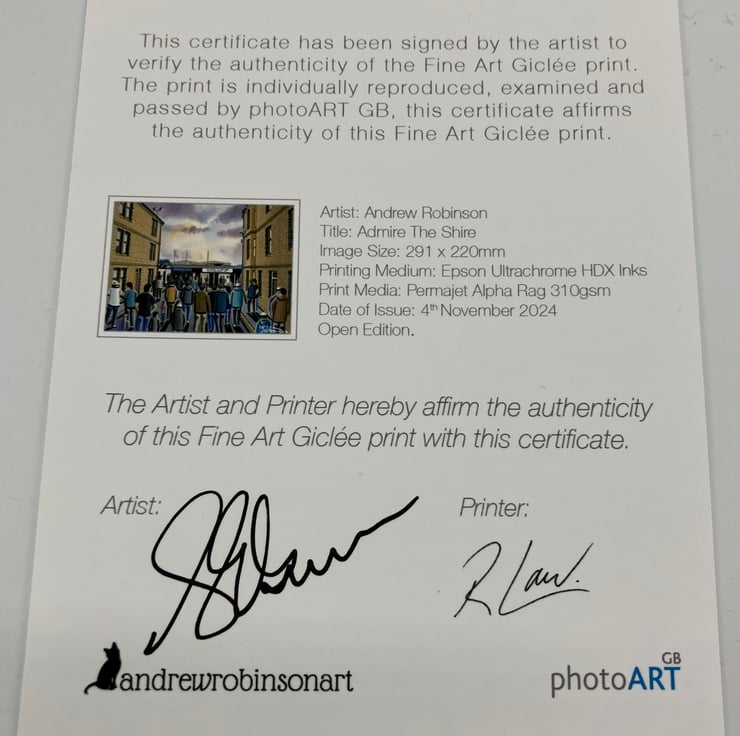 This certificate has been signed by the artist to
verify the authenticity of the Fine Art Giclée print.
The print is individually reproduced, examined and
passed by photoART GB, this certificate affirms
the authenticity of this Fine Art Giclée print.
Artist: Andrew Robinson
Title: Admire The Shire
Image Size: 291 x 220mm
Printing Medium: Epson Ultrachrome HDX Inks
Print Media: Permajet Alpha Rag 310gsm
Date of Issue: 4th November 2024
Open Edition.
The Artist and Printer hereby affirm the authenticity
of this Fine Art Giclée print with this certificate.
Artist:
Printer:
R Law.
andrewrobinsonart
photoART GB